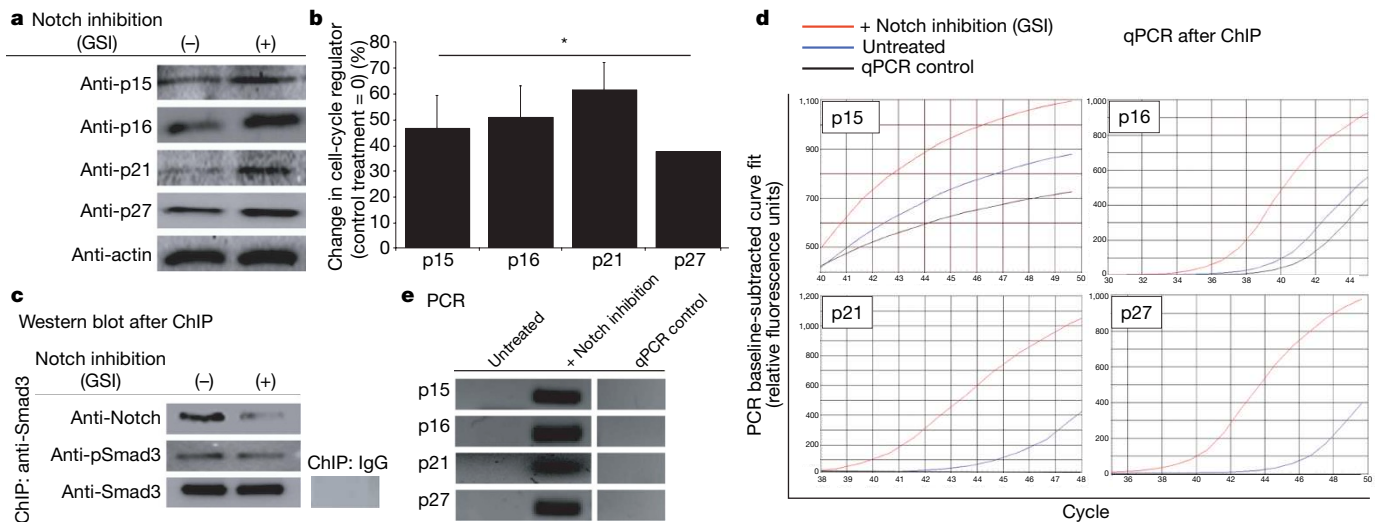 a
Notch inhibition
(GSI) (–) (+)
Anti-p15
Anti-p16
Anti-p21
Anti-p27
Anti-actin
b
Change in cell-cycle regulator
(control treatment = 0) (%)
80
70
60
50
40
30
20
10
0
*
p15 p16 p21 p27
c
Western blot after ChIP
Notch inhibition
(GSI) (–) (+)
ChIP: anti-Smad3
Anti-Notch
Anti-pSmad3
Anti-Smad3
ChIP: IgG
e PCR
Untreated
+ Notch inhibition
qPCR control
p15
p16
p21
p27
d
+ Notch inhibition (GSI)
Untreated
qPCR control
qPCR after ChIP
PCR baseline-subtracted curve fit
(relative fluorescence units)
p15
1,100
900
700
500
40 41 42 43 44 45 46 47 48 49 50
p16
1,000
800
600
400
200
0
30 32 34 36 38 40 42 44
p21
1,200
1,000
800
600
400
200
0
38 39 40 41 42 43 44 45 46 47 48
p27
1,000
800
600
400
200
0
36 38 40 42 44 46 48 50
Cycle